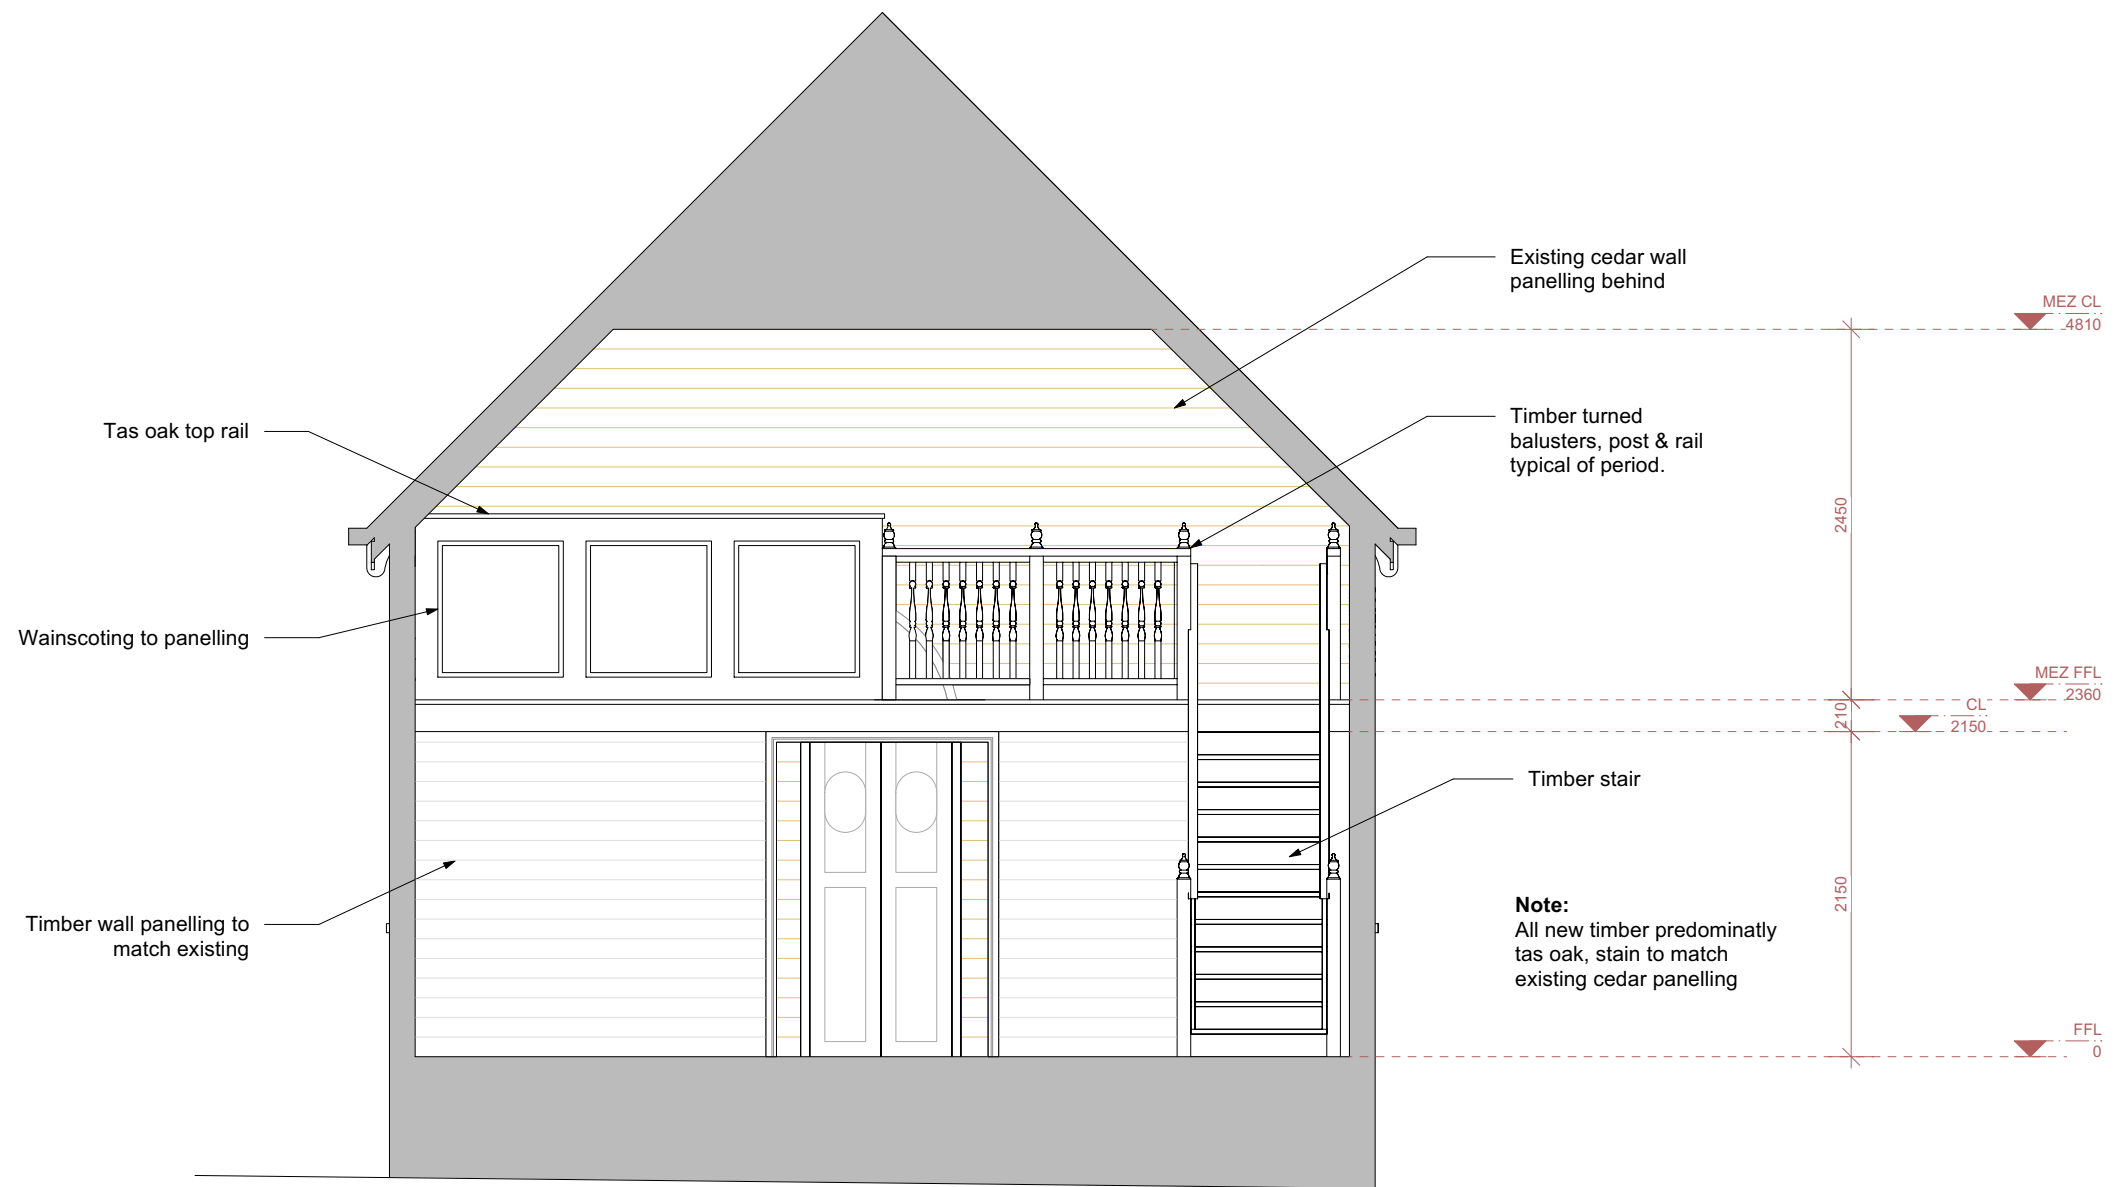 Existing cedar wall
panelling behind
MEZ CL
4810
Tas oak top rail
Timber turned
balusters, post & rail
typical of period.
2450
Wainscoting to panelling
MEZ FFL
2360
210
CL
2150
Timber stair
2150
Timber wall panelling to
match existing
Note:
All new timber predominatly
tas oak, stain to match
existing cedar panelling
FFL
0